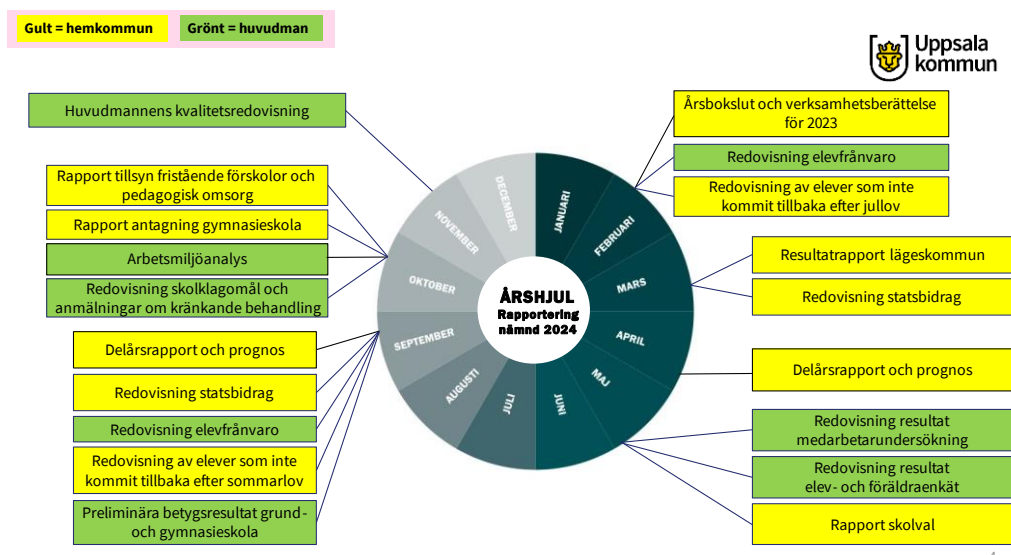 Gult = hemkommun
Grönt = huvudman
Uppsala
kommun
Huvudmannens kvalitetsredovisning
Rapport tillsyn fristående förskolor och
pedagogisk omsorg
Rapport antagning gymnasieskola
Arbetsmiljöanalys
Redovisning skolklagomål och
anmälningar om kränkande behandling
Delårsrapport och prognos
Redovisning statsbidrag
Redovisning elevfrånvaro
Redovisning av elever som inte
kommit tillbaka efter sommarlov
Preliminära betygsresultat grund-
och gymnasieskola
JANUARI
FEBRUARI
MARS
APRIL
MAJ
JUNI
JULI
AUGUSTI
SEPTEMBER
OKTOBER
NOVEMBER
DECEMBER
ÅRSHJUL
Rapportering
nämnd 2024
Årsbokslut och verksamhetsberättelse
för 2023
Redovisning elevfrånvaro
Redovisning av elever som inte
kommit tillbaka efter jullov
Resultatrapport lägeskommun
Redovisning statsbidrag
Delårsrapport och prognos
Redovisning resultat
medarbetarundersökning
Redovisning resultat
elev- och föräldraenkät
Rapport skolval